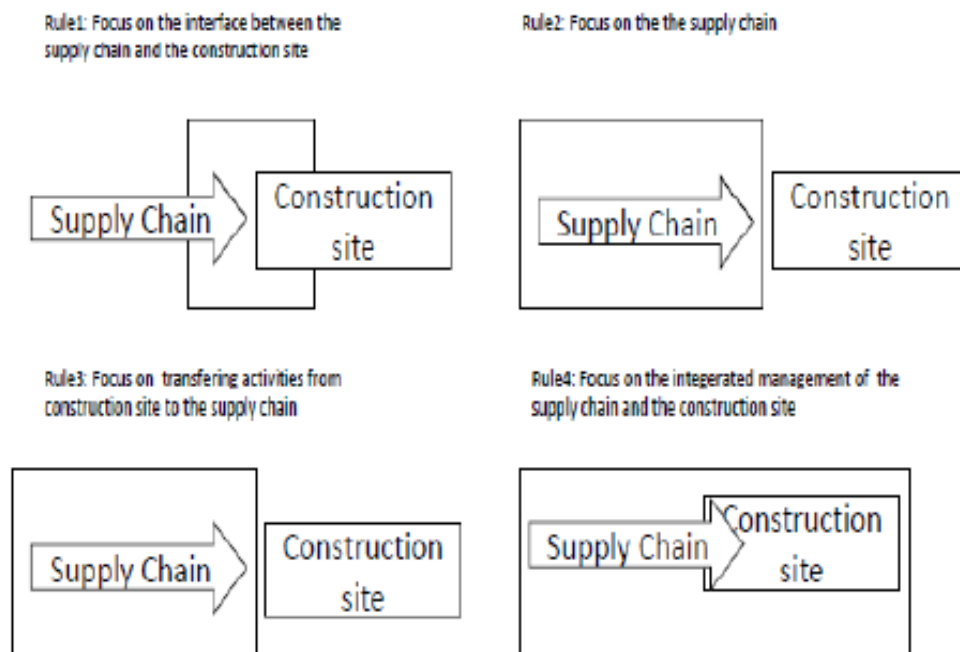 Rule1: Focus on the interface between the
supply chain and the construction site
Rule2: Focus on the the supply chain
Supply Chain
Construction
site
Supply Chain
Construction
site
Rule3: Focus on transfering activities from
construction site to the supply chain
Rule4: Focus on the integerated management of the
supply chain and the construction site
Supply Chain
Construction
site
Supply Chain
Construction
site